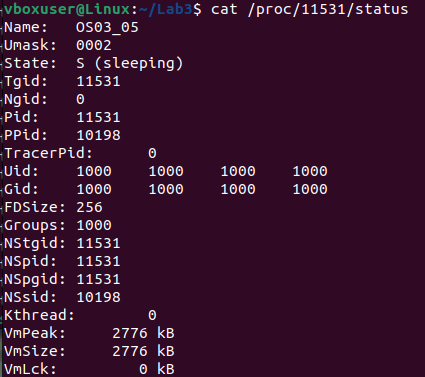 vboxuser@Linux:~/Lab3$ cat /proc/11531/status
Name:   OS03_05
Umask:  0002
State:  S (sleeping)
Tgid:   11531
Ngid:   0
Pid:    11531
PPid:   10198
TracerPid:      0
Uid:    1000    1000    1000    1000
Gid:    1000    1000    1000    1000
FDSize: 256
Groups: 1000
NStgid: 11531
NSpid:  11531
NSpgid: 11531
NSsid:  10198
Kthread:        0
VmPeak:     2776 kB
VmSize:     2776 kB
VmLck:         0 kB